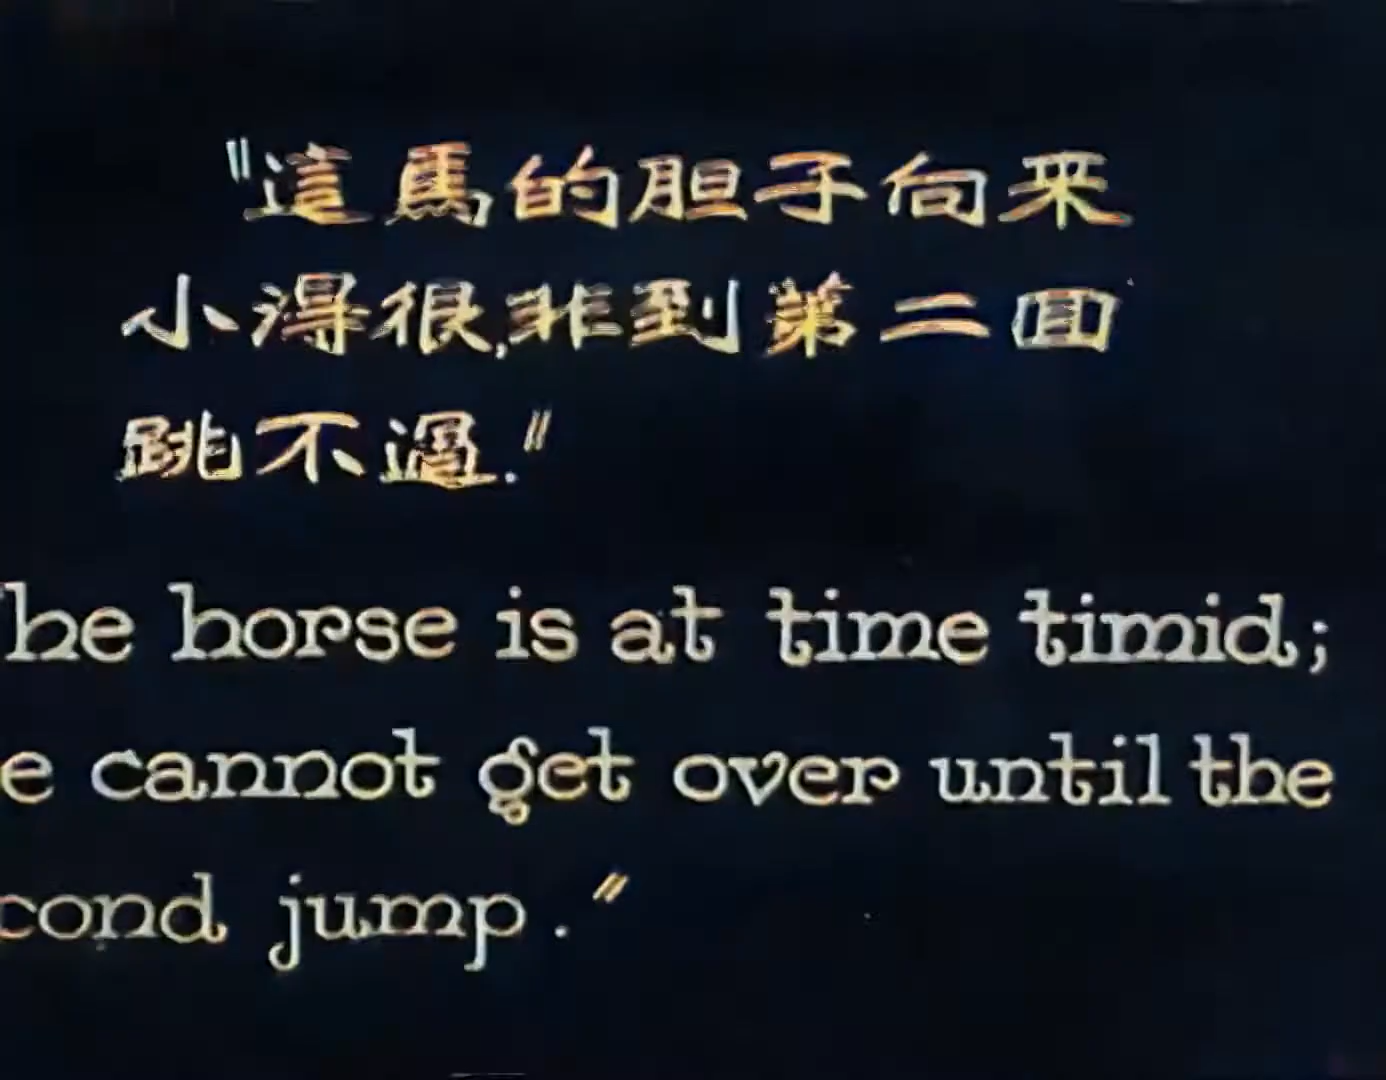 "這馬的胆子向来
小得很,非到第二回
跳不過."
he horse is at time timid;
e cannot get over until the
cond jump."